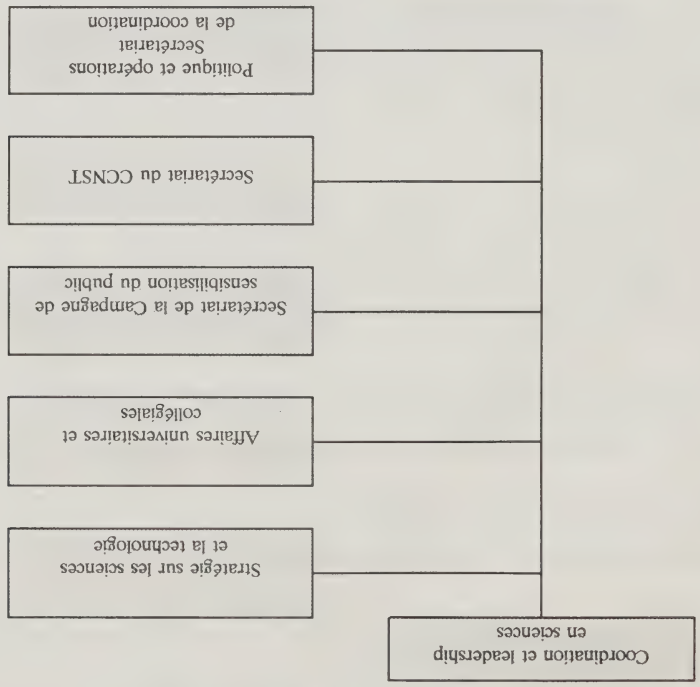 Coordination et leadership
en sciences
Stratégie sur les sciences
et la technologie
Affaires universitaires et
collégiales
Secrétariat de la Campagne de
sensibilisation du public
Secrétariat du CCNST
Politique et opérations
Secrétariat
de la coordination